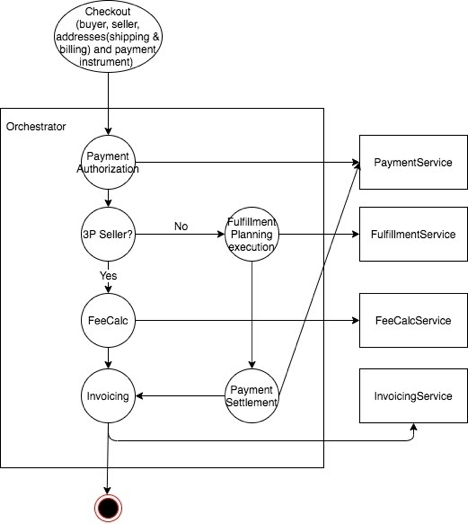 Checkout
(buyer, seller,
addresses(shipping &
billing) and payment
instrument)
Orchestrator
Payment
Authorization
PaymentService
3P Seller?
No
Fulfillment
Planning
execution
FulfillmentService
Yes
FeeCalc
FeeCalcService
Invoicing
Payment
Settlement
InvoicingService